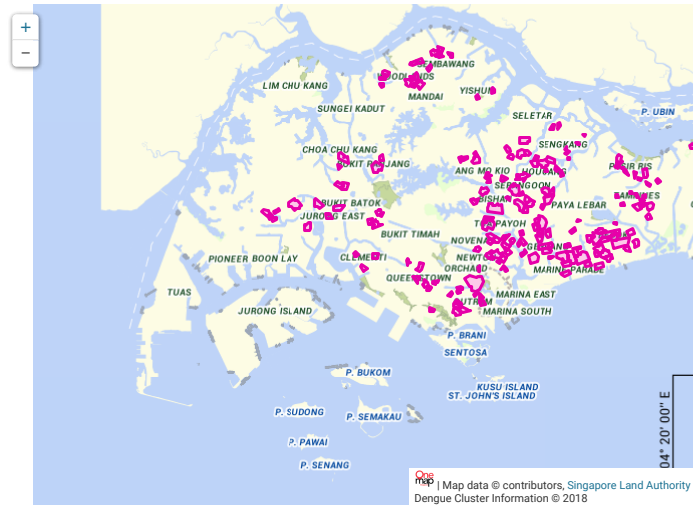 +
−
SEMBAWANG
WOODLANDS
LIM CHU KANG
MANDAI
YISHUN
SUNGEI KADUT
SELETAR
P. UBIN
SENGKANG
CHOA CHU KANG
BUKIT PANJANG
ANG MO KIO
HOUGANG
PASIR RIS
SERANGOON
BISHAN
TAMPINES
BUKIT BATOK
PAYA LEBAR
JURONG EAST
TOA PAYOH
BUKIT TIMAH
NOVENA
GEYLANG
PIONEER
BOON LAY
CLEMENTI
NEWTON
ORCHARD
MARINE PARADE
QUEENSTOWN
TUAS
MARINA EAST
OUTRAM
MARINA SOUTH
JURONG ISLAND
P. BRANI
SENTOSA
P. BUKOM
KUSU ISLAND
ST. JOHN'S ISLAND
P. SUDONG
P. SEMAKAU
P. PAWAI
P. SENANG
04° 20' 00" E
One map | Map data © contributors, Singapore Land Authority
Dengue Cluster Information © 2018